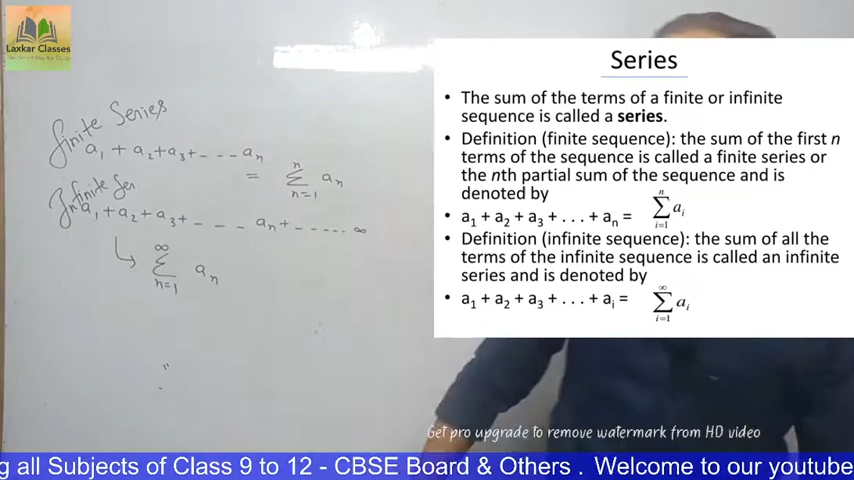 Laxkar Classes
The Smart Way for Study
Finite Series
a₁ + a₂ + a₃ + - - - - aₙ
= n∑n=1 aₙ
Infinite Ser
a₁ + a₂ + a₃ + - - - - aₙ + - - - - - ∞
∞∑n=1 aₙ
Series
• The sum of the terms of a finite or infinite
sequence is called a series.
• Definition (finite sequence): the sum of the first n
terms of the sequence is called a finite series or
the nth partial sum of the sequence and is
denoted by
• a₁ + a₂ + a₃ + . . . + aₙ = n∑i=1 aᵢ
• Definition (infinite sequence): the sum of all the
terms of the infinite sequence is called an infinite
series and is denoted by
• a₁ + a₂ + a₃ + . . . + aᵢ = ∞∑i=1 aᵢ
Get pro upgrade to remove watermark from HD video
g all Subjects of Class 9 to 12 - CBSE Board & Others . Welcome to our youtube